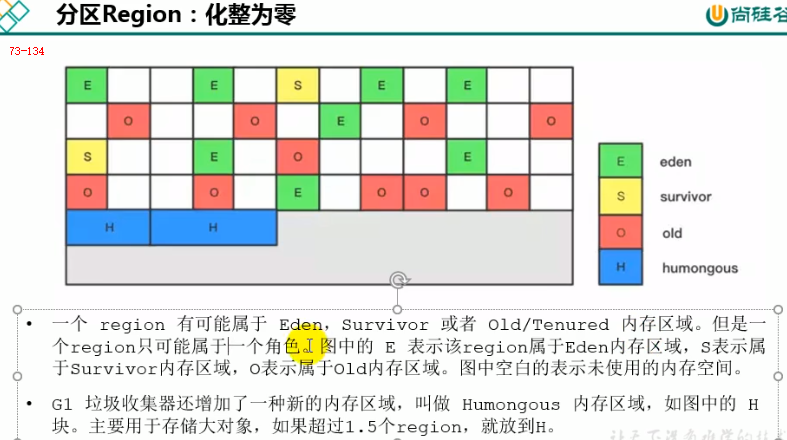 分区Region：化整为零
尚硅谷
73-134
E E S E E
O O E O O
S E O E
O O E O O O
H H
E eden
S survivor
O old
H humongous
• 一个 region 有可能属于 Eden，Survivor 或者 Old/Tenured 内存区域。但是一
个region只可能属于一个角色。图中的 E 表示该region属于Eden内存区域，S表示属
于Survivor内存区域，O表示属于Old内存区域。图中空白的表示未使用的内存空间。
• G1 垃圾收集器还增加了一种新的内存区域，叫做 Humongous 内存区域，如图中的 H
块。主要用于存储大对象，如果超过1.5个region，就放到H。